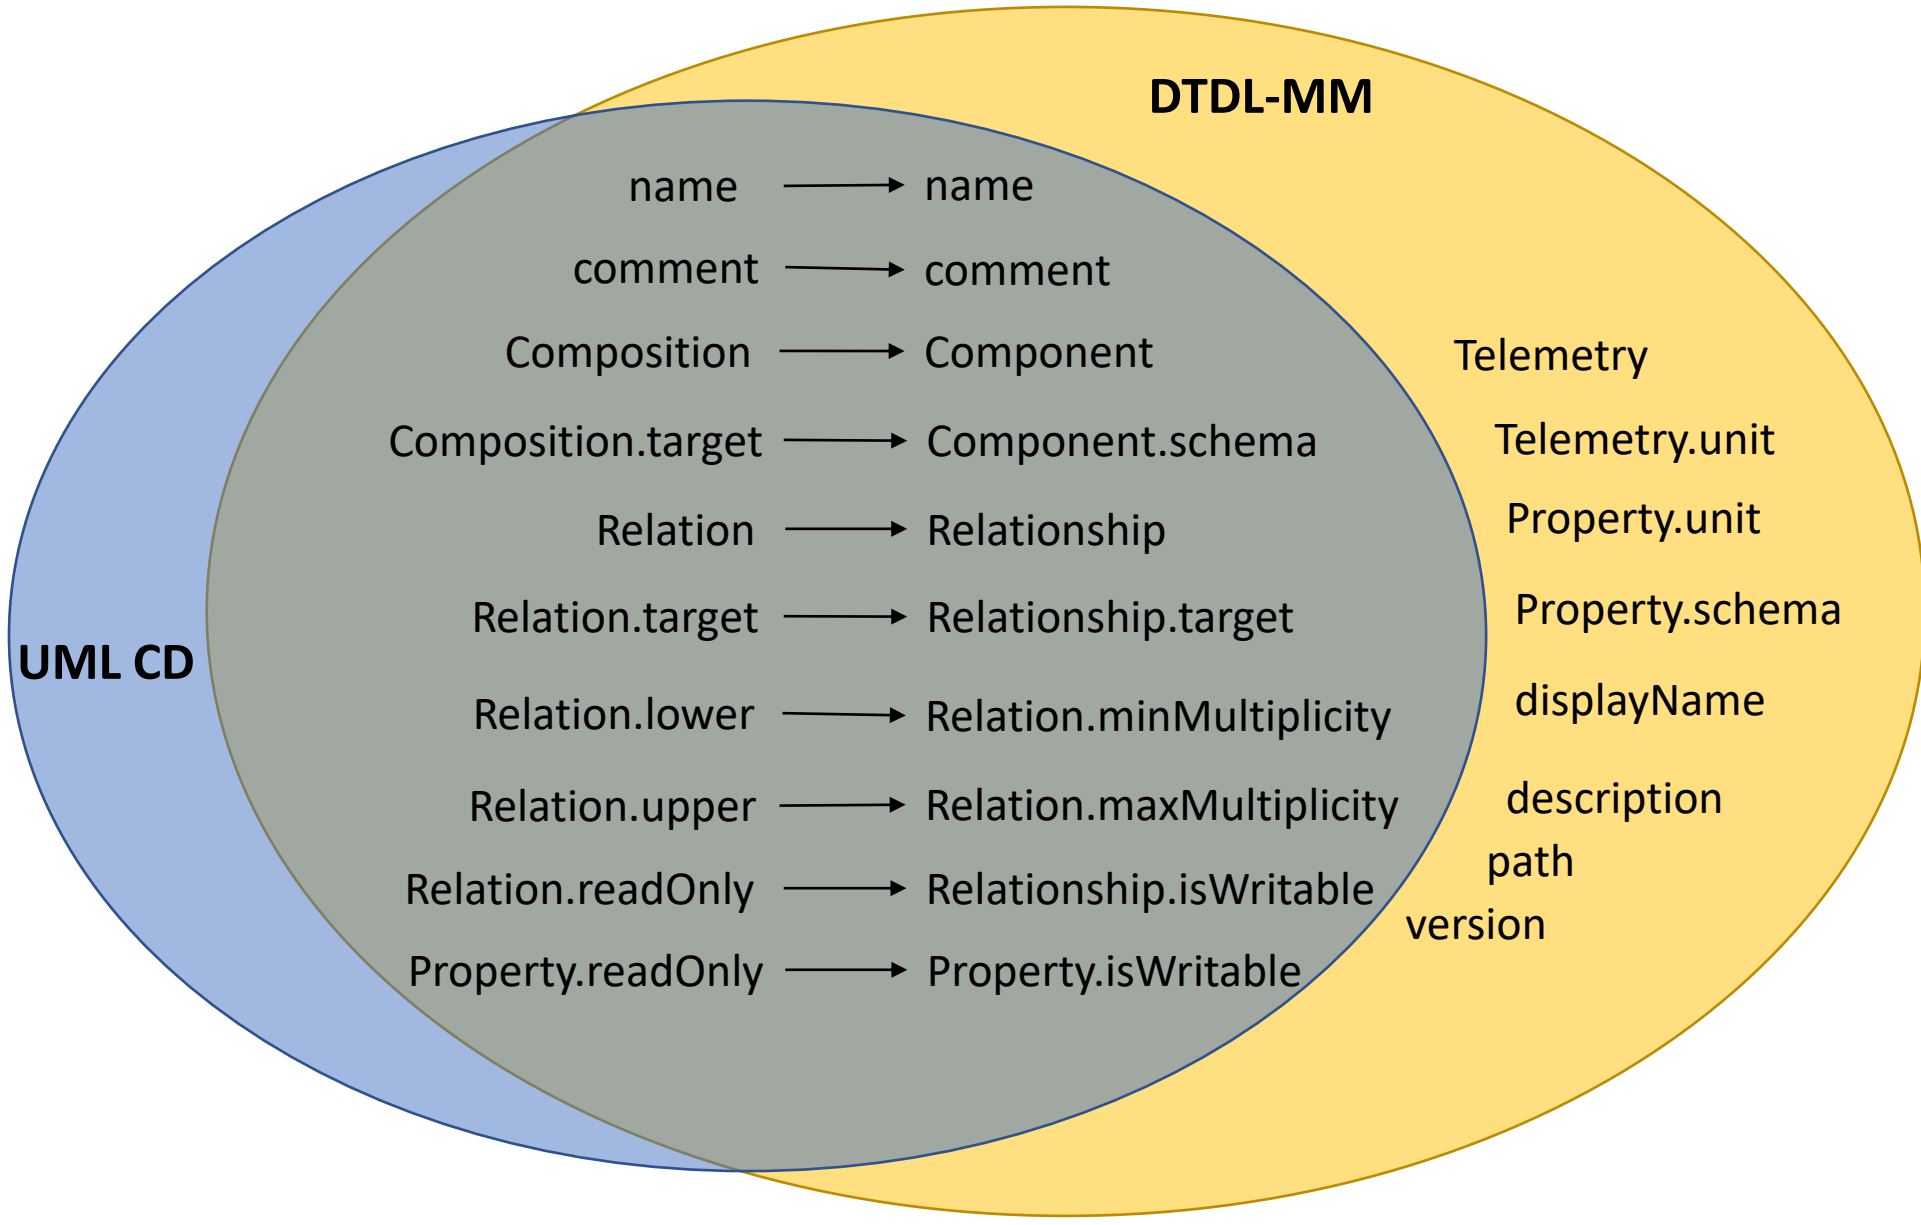 DTDL-MM
UML CD
name → name
comment → comment
Composition → Component
Composition.target → Component.schema
Relation → Relationship
Relation.target → Relationship.target
Relation.lower → Relation.minMultiplicity
Relation.upper → Relation.maxMultiplicity
Relation.readOnly → Relationship.isWritable
Property.readOnly → Property.isWritable
Telemetry
Telemetry.unit
Property.unit
Property.schema
displayName
description
path
version